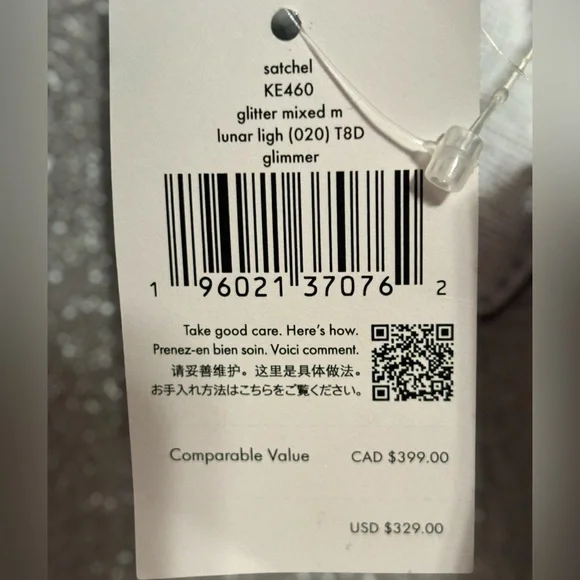 satchel
KE460
glitter mixed m
lunar ligh (020) T8D
glimmer
1 96021 37076 2
Take good care. Here's how.
Prenez-en bien soin. Voici comment.
请妥善维护。这里是具体做法。
お手入れ方法はこちらをご覧ください。
Comparable Value CAD $399.00
USD $329.00